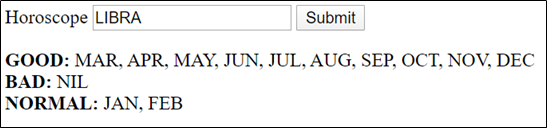 Horoscope LIBRA Submit
GOOD: MAR, APR, MAY, JUN, JUL, AUG, SEP, OCT, NOV, DEC
BAD: NIL
NORMAL: JAN, FEB